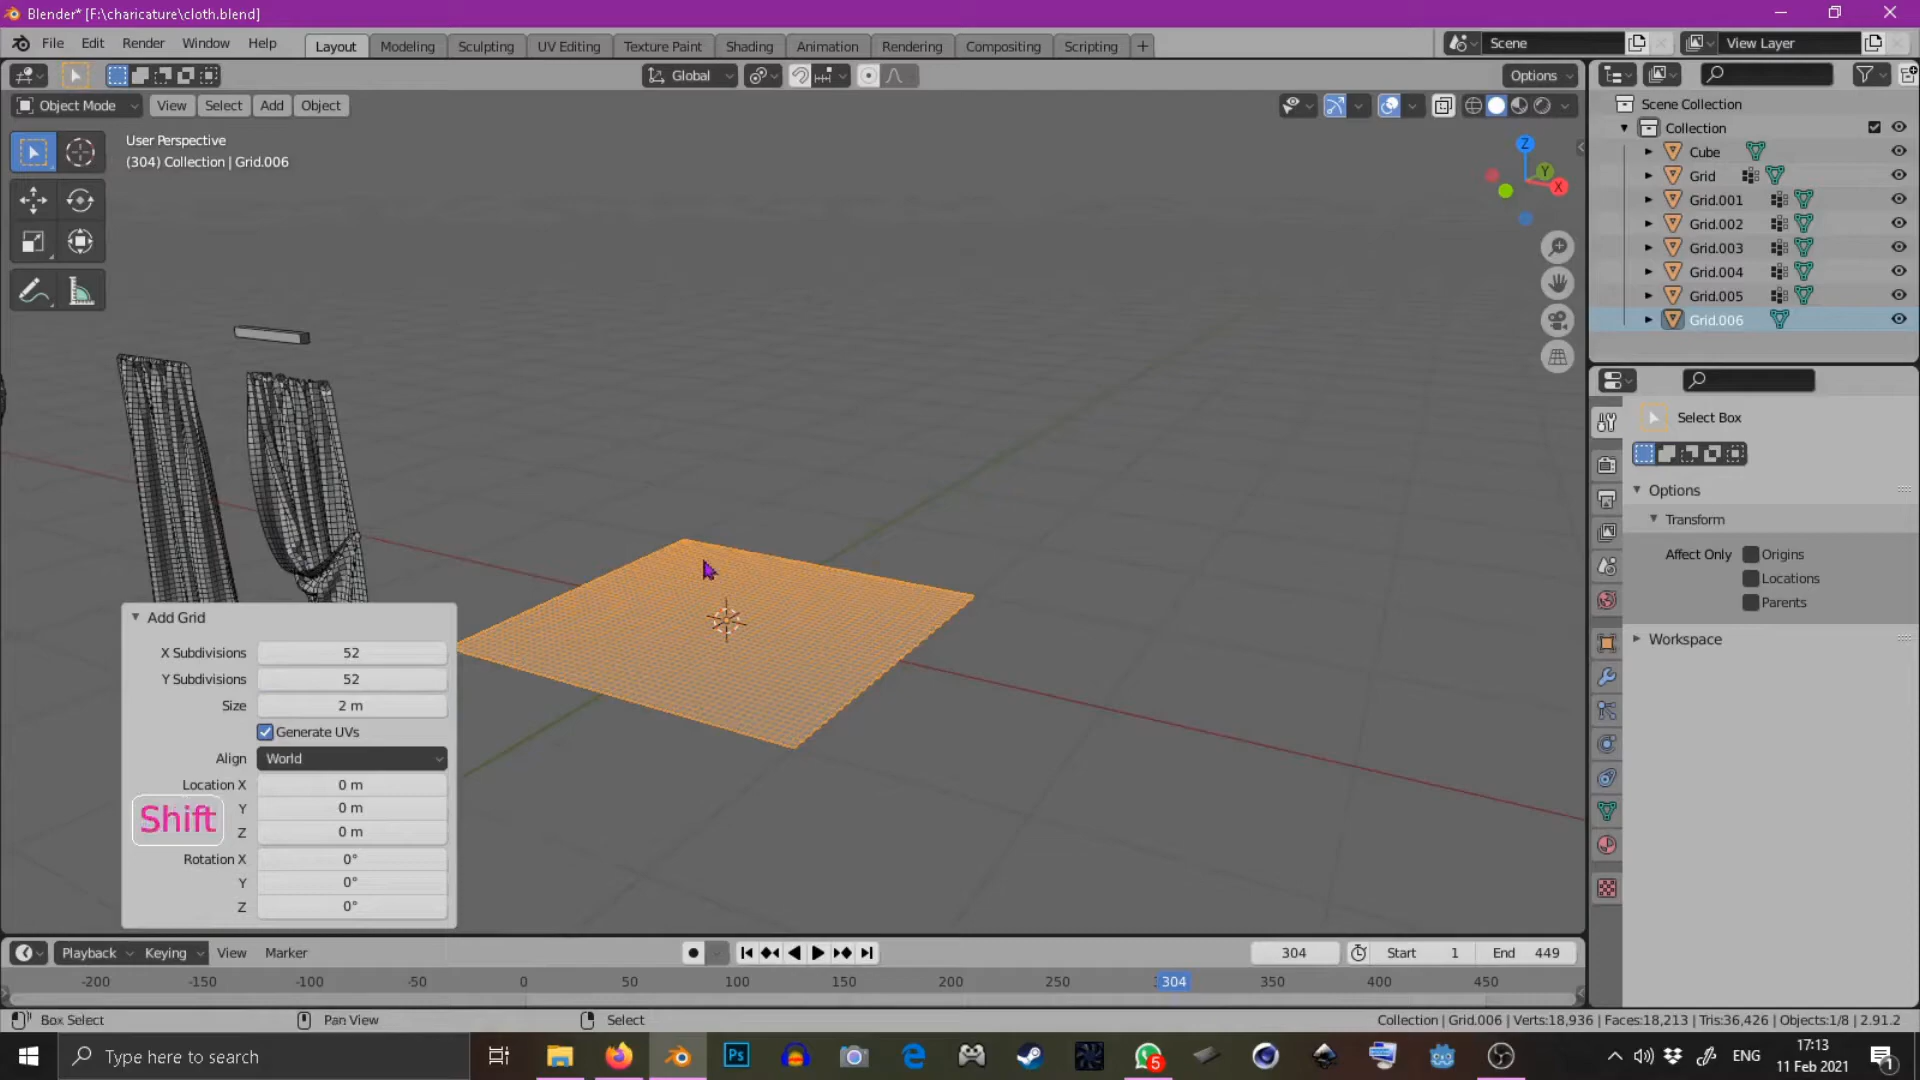 Blender* [F:\charicature\cloth.blend]
File Edit Render Window Help Layout Modeling Sculpting UV Editing Texture Paint Shading Animation Rendering Compositing Scripting + Scene View Layer
Global Options
Object Mode View Select Add Object
User Perspective
(304) Collection | Grid.006
Z
Y
X
Scene Collection
Collection
Cube
Grid
Grid.001
Grid.002
Grid.003
Grid.004
Grid.005
Grid.006
Select Box
Options
Transform
Affect Only Origins
Locations
Parents
Workspace
Add Grid
X Subdivisions 52
Y Subdivisions 52
Size 2 m
Generate UVs
Align World
Location X 0 m
Y 0 m
Z 0 m
Rotation X 0°
Y 0°
Z 0°
Shift
Playback Keying View Marker 304 Start 1 End 449
-200 -150 -100 -50 0 50 100 150 200 250 304 350 400 450
Box Select Pan View Select Collection | Grid.006 | Verts:18,936 | Faces:18,213 | Tris:36,426 | Objects:1/8 | 2.91.2
Type here to search Ps 5 ENG 17:13
11 Feb 2021 1